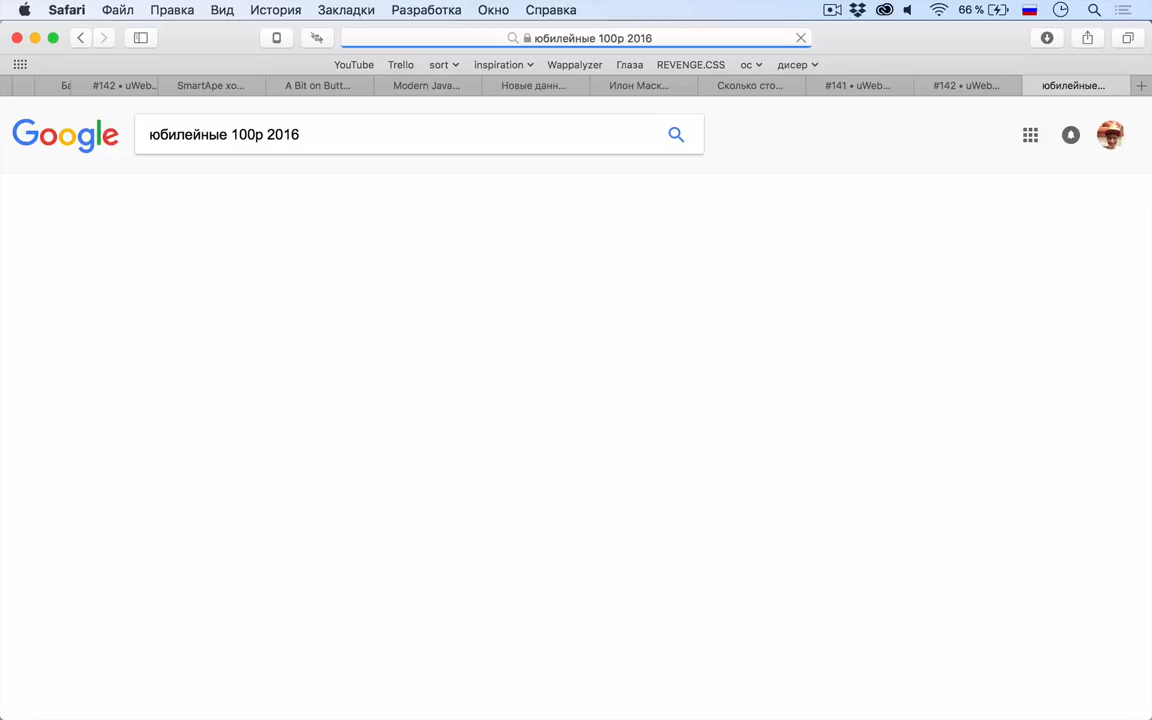 Safari Файл Правка Вид История Закладки Разработка Окно Справка 66 %
юбилейные 100р 2016
YouTube Trello sort inspiration Wappalyzer Глаза REVENGE.CSS ос дисер
Ба #142 • uWeb... SmartApe хо... A Bit on Butt... Modern Java... Новые данн... Илон Маск... Сколько сто... #141 • uWeb... #142 • uWeb... юбилейные...
Google юбилейные 100р 2016